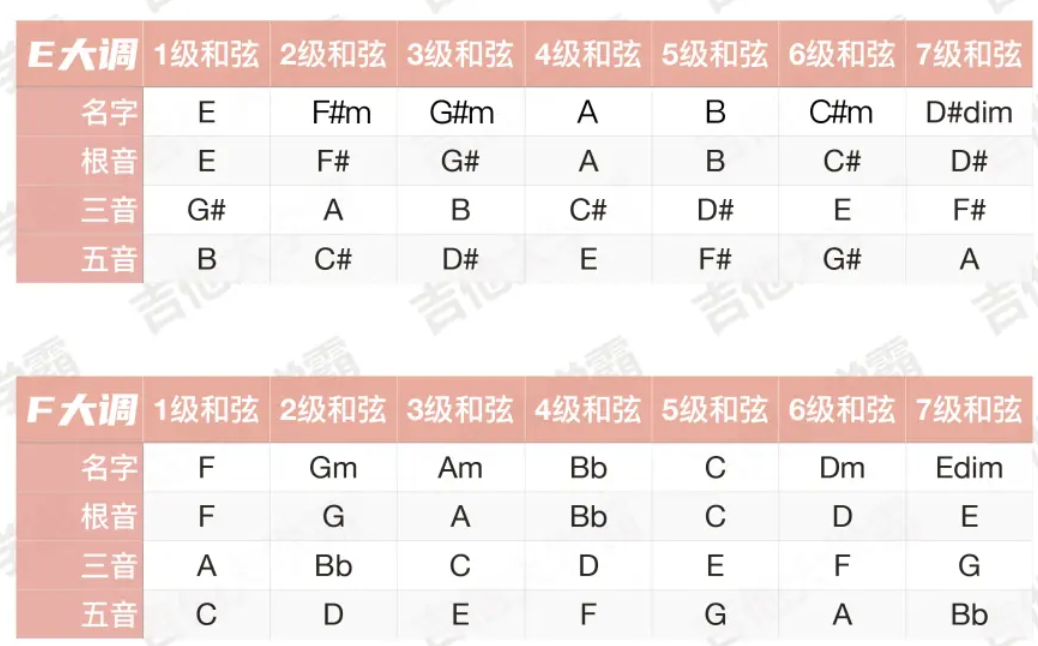 E大调 1级和弦 2级和弦 3级和弦 4级和弦 5级和弦 6级和弦 7级和弦
名字 E F#m G#m A B C#m D#dim
根音 E F# G# A B C# D#
三音 G# A B C# D# E F#
五音 B C# D# E F# G# A
F大调 1级和弦 2级和弦 3级和弦 4级和弦 5级和弦 6级和弦 7级和弦
名字 F Gm Am Bb C Dm Edim
根音 F G A Bb C D E
三音 A Bb C D E F G
五音 C D E F G A Bb